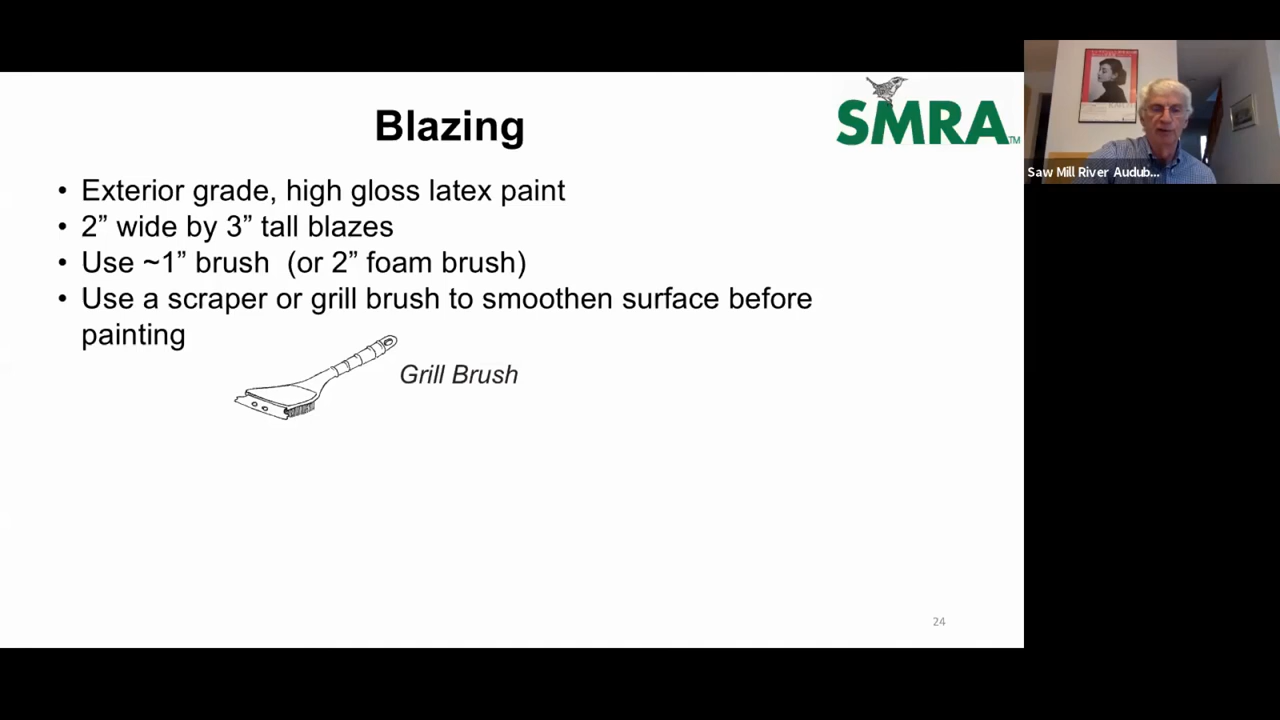 Blazing
SMRA™
Saw Mill River Audub...
• Exterior grade, high gloss latex paint
• 2” wide by 3” tall blazes
• Use ~1” brush (or 2” foam brush)
• Use a scraper or grill brush to smoothen surface before
painting
Grill Brush
24